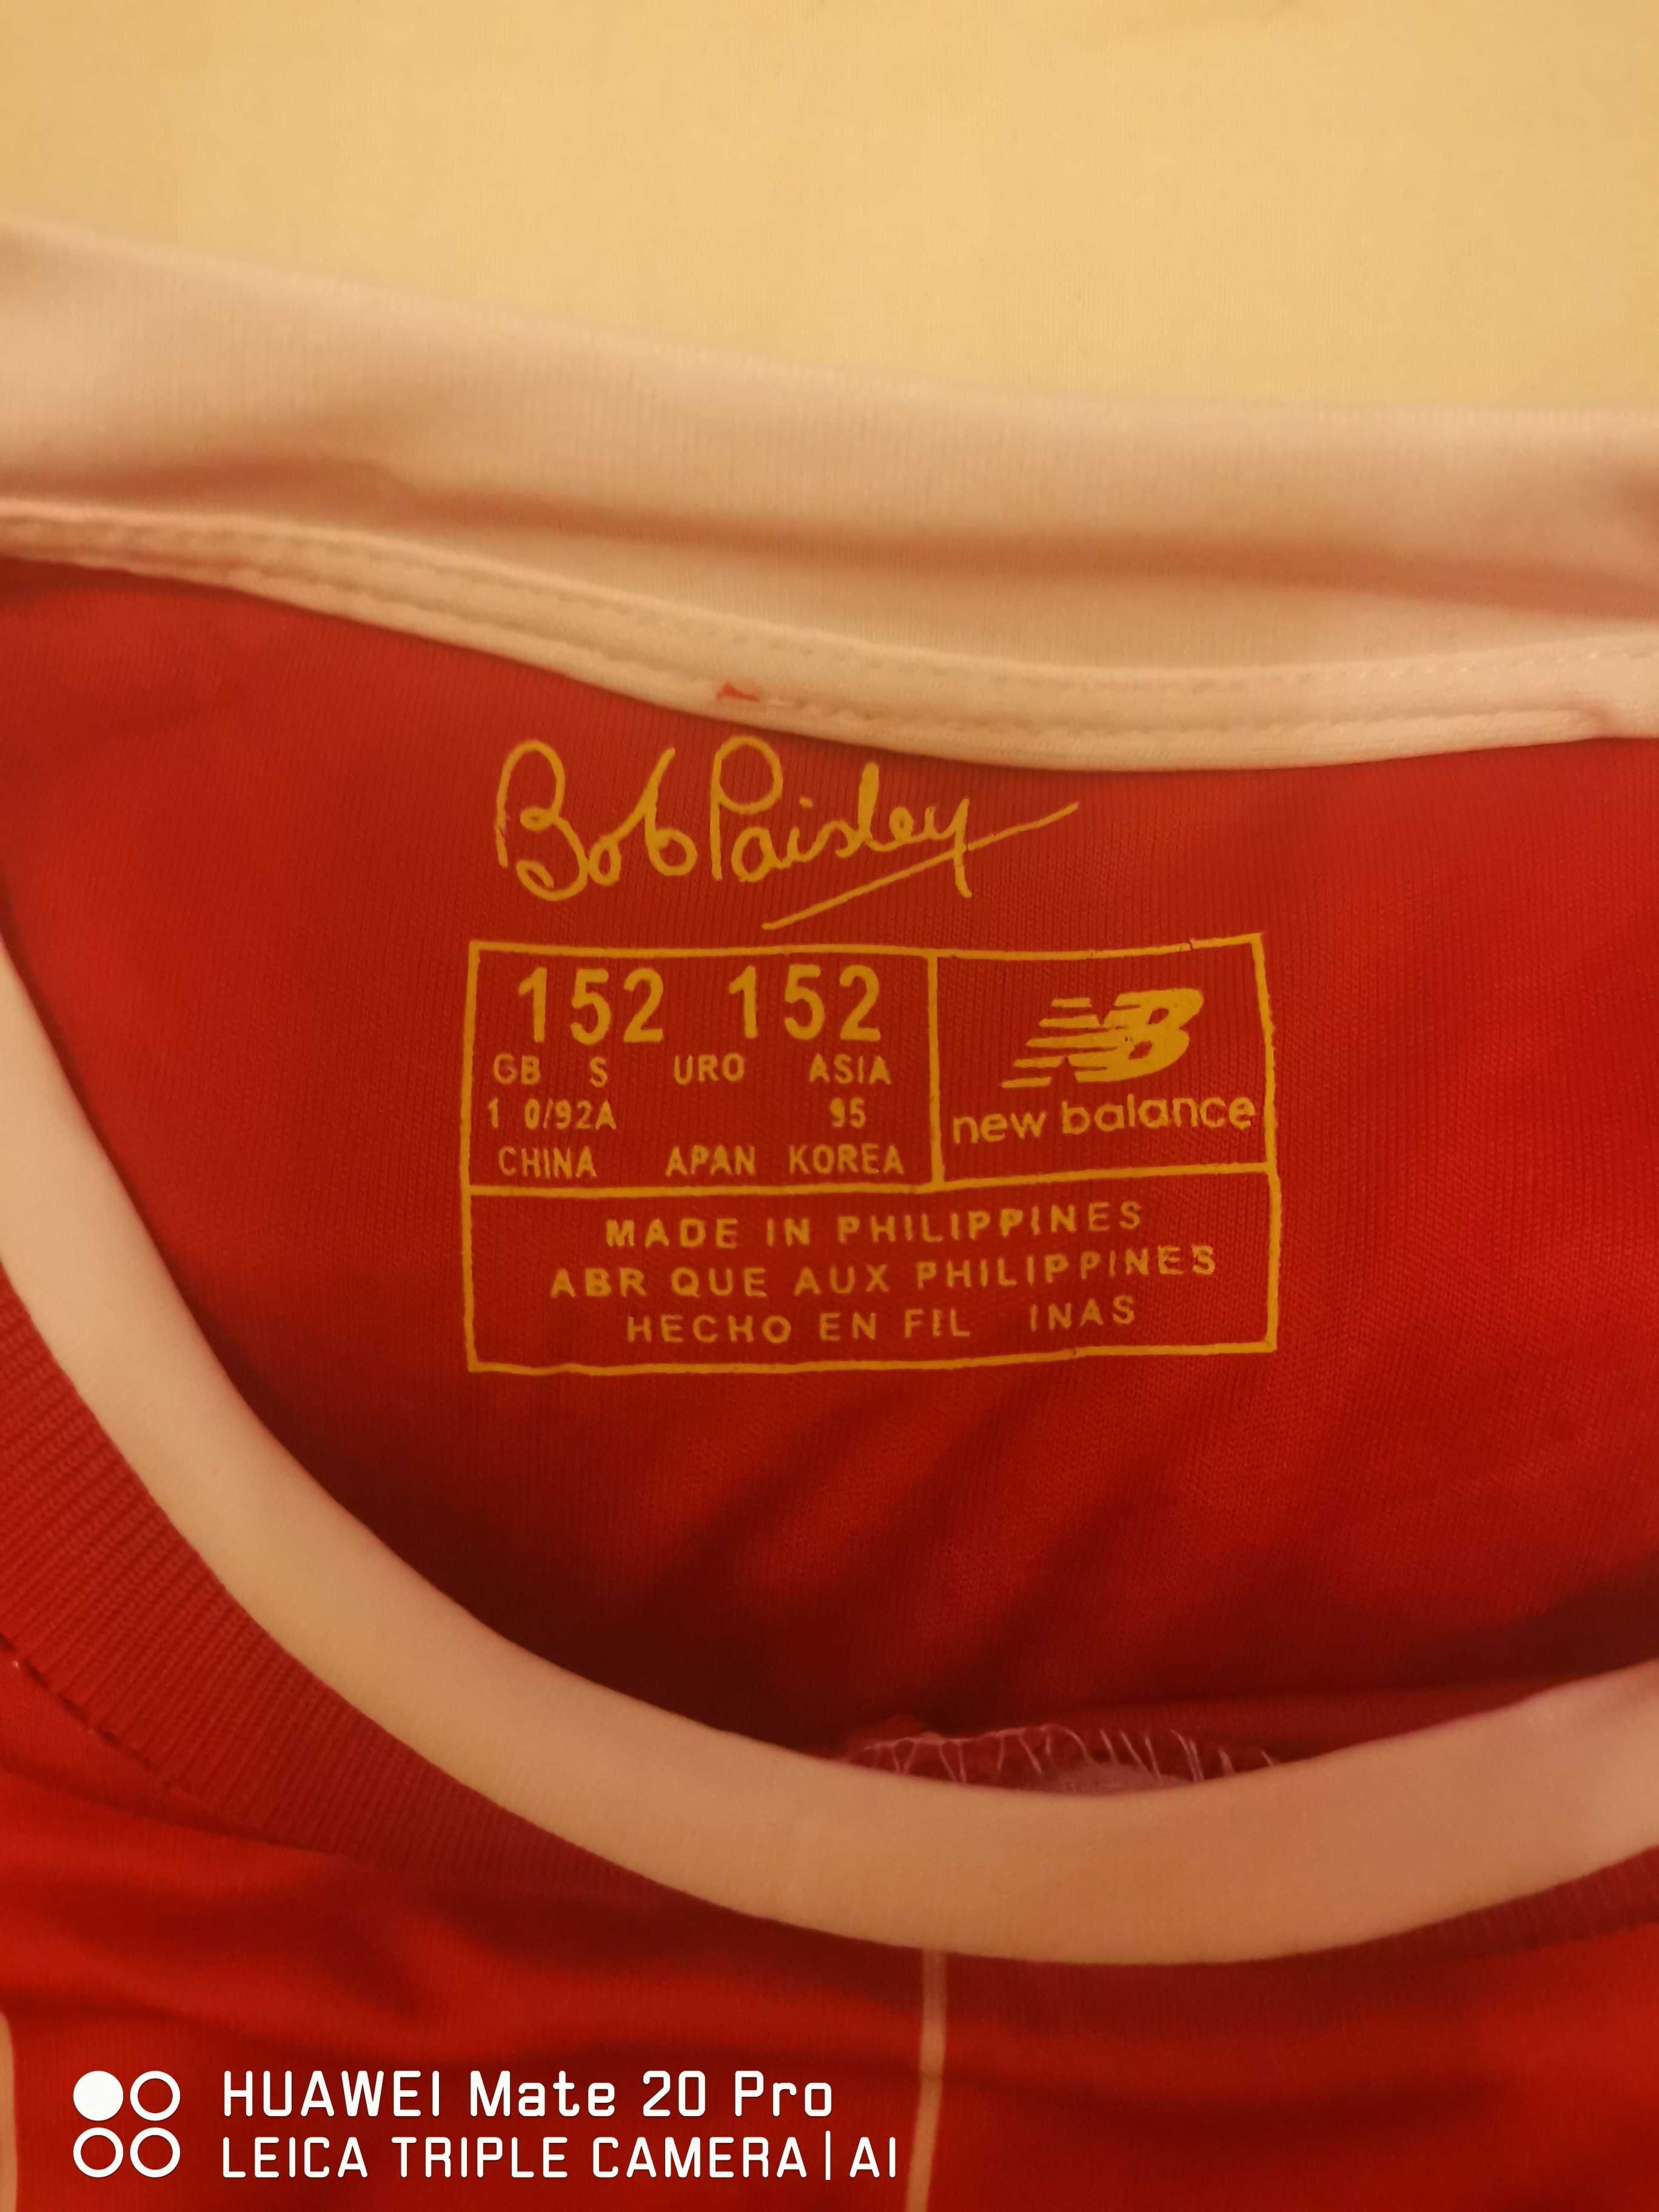 Bob Paisley
152 152
GB S URO ASIA
1 0/92A 95
CHINA APAN KOREA
new balance
MADE IN PHILIPPINES
ABR QUE AUX PHILIPPINES
HECHO EN FIL INAS
HUAWEI Mate 20 Pro
LEICA TRIPLE CAMERA|AI